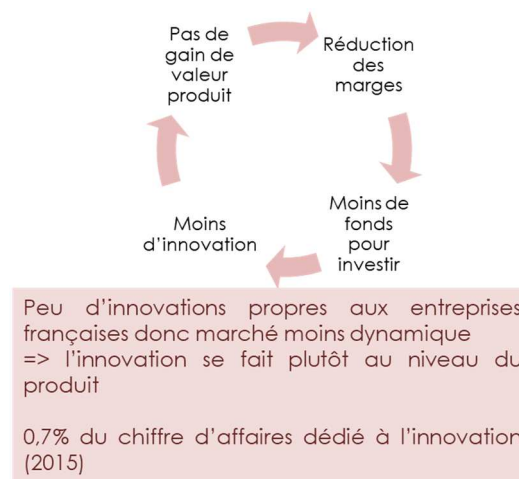 Pas de
gain de
valeur
produit
Réduction
des
marges
Moins de
fonds
pour
investir
Moins
d’innovation
Peu d’innovations propres aux entreprises
françaises donc marché moins dynamique
=> l’innovation se fait plutôt au niveau du
produit
0,7% du chiffre d’affaires dédié à l’innovation
(2015)